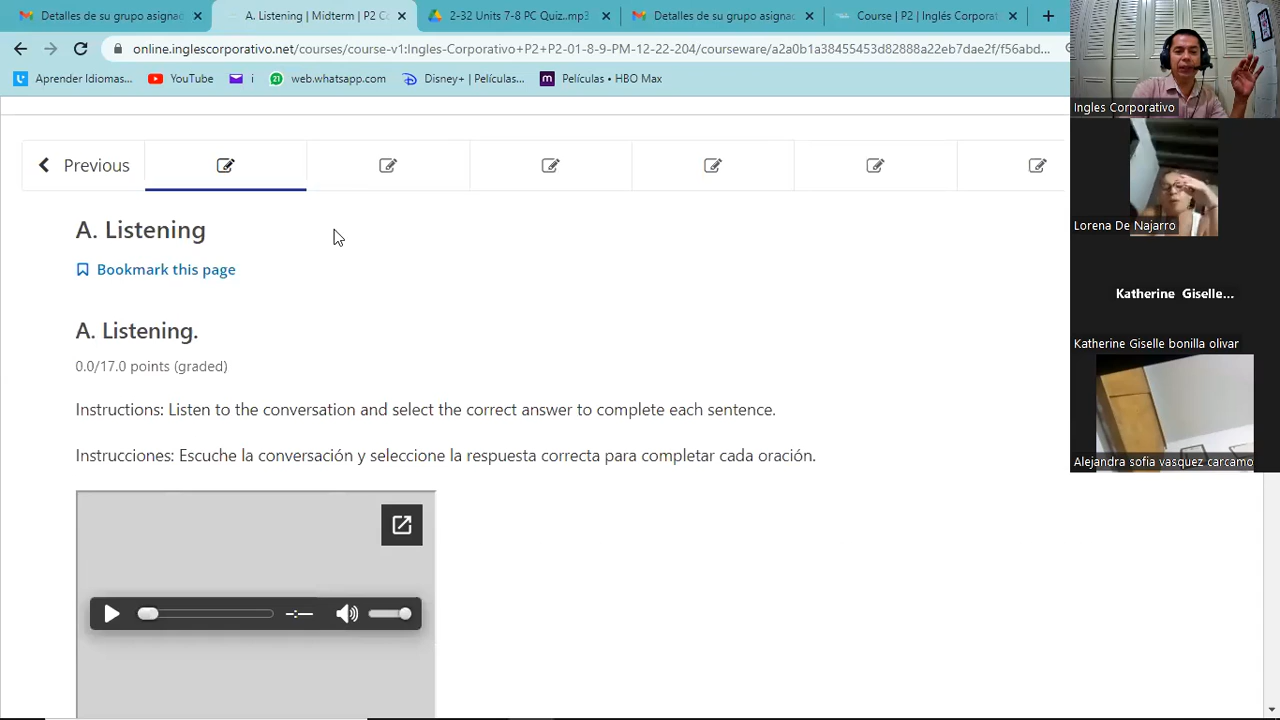 Detalles de su grupo asignad
A. Listening | Midterm | P2 C
2-32 Units 7-8 PC Quiz.mp3
Detalles de su grupo asignad
Course | P2 | Inglés Corporat
online.inglescorporativo.net/courses/course-v1:Ingles-Corporativo+P2+P2-01-8-9-PM-12-22-204/courseware/a2a081a38455453d8298a22eb7dae2f/f56abd...
Aprender Idiomas...
YouTube
i
web.whatsapp.com
Disney+ | Películas...
Películas • HBO Max
Ingles Corporativo
Previous
Lorena De Najarro
A. Listening
Bookmark this page
Katherine Giselle...
A. Listening.
Katherine Giselle bonilla olivar
0.0/17.0 points (graded)
Instructions: Listen to the conversation and select the correct answer to complete each sentence.
Instrucciones: Escuche la conversación y seleccione la respuesta correcta para completar cada oración.
Alejandra sofia vasquez carcamo
-:--